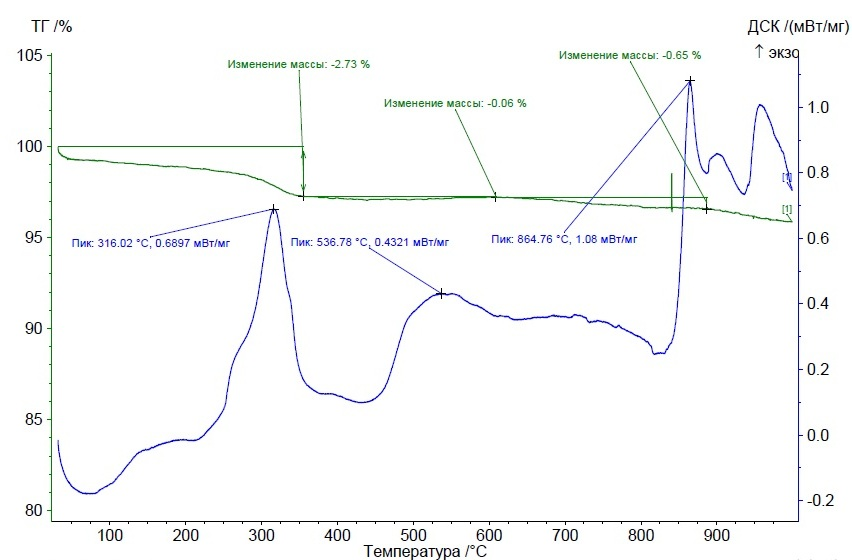 ТГ /%
ДСК /(мВт/мг)
↑ экзо
105
100
95
90
85
80
Изменение массы: -2.73 %
Изменение массы: -0.06 %
Изменение массы: -0.65 %
Пик: 316.02 °C, 0.6897 мВт/мг
Пик: 536.78 °C, 0.4321 мВт/мг
Пик: 864.76 °C, 1.08 мВт/мг
[1]
[1]
1.0
0.8
0.6
0.4
0.2
0.0
-0.2
100
200
300
400
500
600
700
800
900
Температура /°C